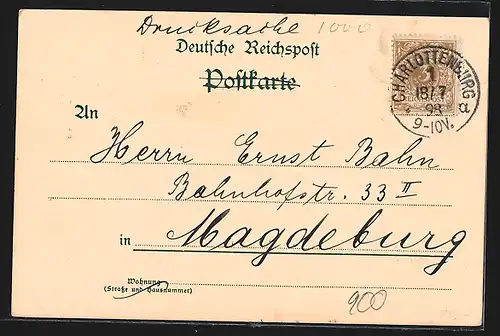 Drucksache 1000
Deutsche Reichspost
Postkarte
CHARLOTTENBURG
1
18/7
98
* a
9-10V.
An
Herrn Ernst Bahn
Bahnhofstr. 33 II
in Magdeburg
Wohnung
(Straße und Hausnummer)
900